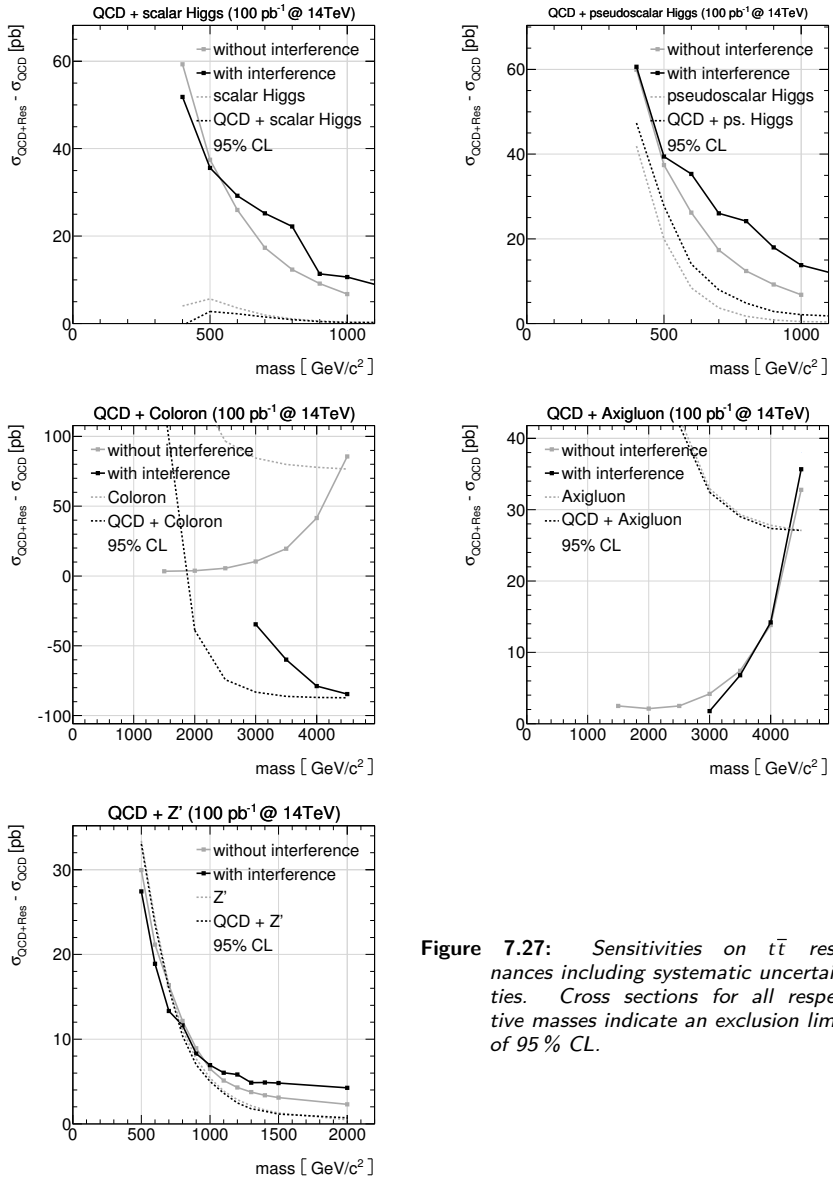 QCD + scalar Higgs (100 pb-1 @ 14TeV)
σQCD+Res - σQCD [pb]
without interference
with interference
scalar Higgs
QCD + scalar Higgs
95% CL
60
40
20
0
0 500 1000
mass [ GeV/c2 ]
QCD + pseudoscalar Higgs (100 pb-1 @ 14TeV)
σQCD+Res - σQCD [pb]
without interference
with interference
pseudoscalar Higgs
QCD + ps. Higgs
95% CL
60
40
20
0
0 500 1000
mass [ GeV/c2 ]
QCD + Coloron (100 pb-1 @ 14TeV)
σQCD+Res - σQCD [pb]
without interference
with interference
Coloron
QCD + Coloron
95% CL
100
50
0
-50
-100
0 1000 2000 3000 4000
mass [ GeV/c2 ]
QCD + Axigluon (100 pb-1 @ 14TeV)
σQCD+Res - σQCD [pb]
without interference
with interference
Axigluon
QCD + Axigluon
95% CL
40
30
20
10
0
0 1000 2000 3000 4000
mass [ GeV/c2 ]
QCD + Z' (100 pb-1 @ 14TeV)
σQCD+Res - σQCD [pb]
without interference
with interference
Z'
QCD + Z'
95% CL
30
20
10
0
0 500 1000 1500 2000
mass [ GeV/c2 ]
Figure 7.27: Sensitivities on tt̄ res
nances including systematic uncertai
ties. Cross sections for all respe
tive masses indicate an exclusion lim
of 95 % CL.